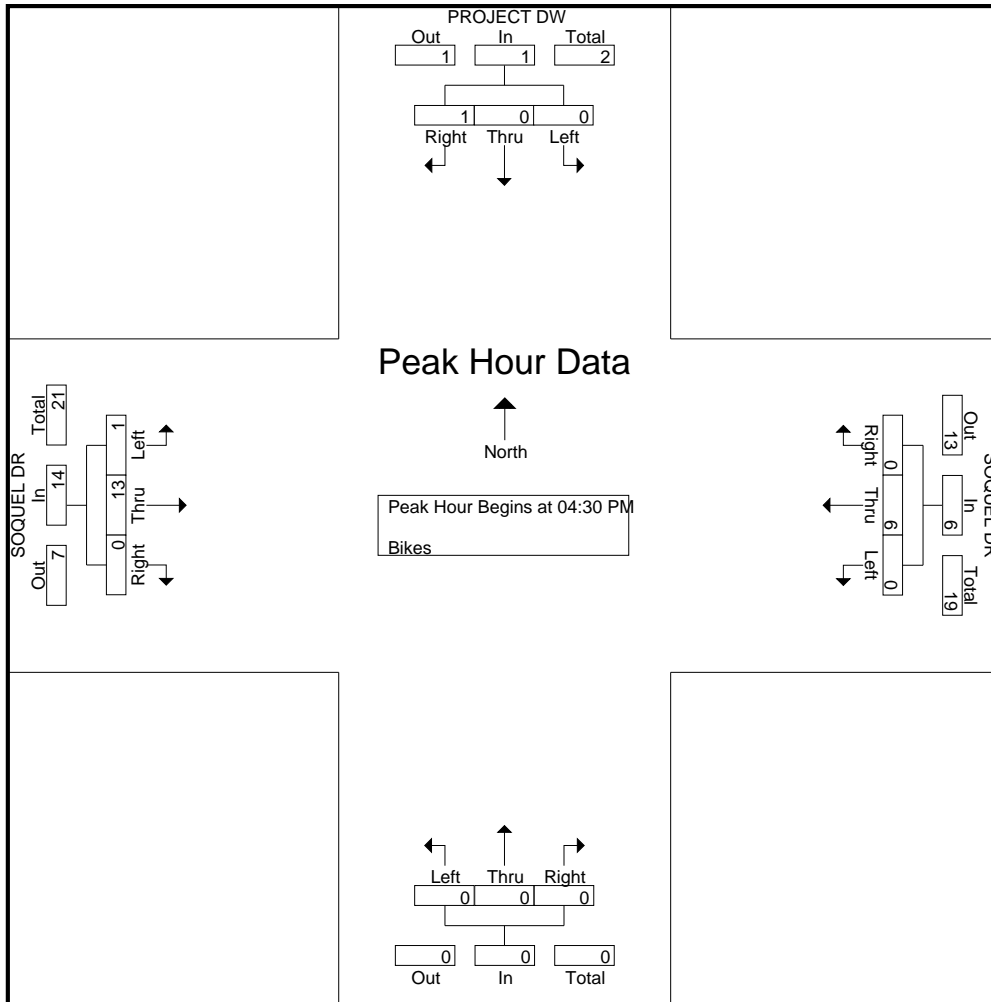 PROJECT DW
Out In Total
1 1 2
1 0 0
Right Thru Left
Peak Hour Data
North
Peak Hour Begins at 04:30 PM
Bikes
SOQUEL DR
Out In Total
7 14 21
0 13 1
Right Thru Left
SOQUEL DR
Out In Total
13 6 19
0 6 0
Right Thru Left
Left Thru Right
0 0 0
0 0 0
Out In Total